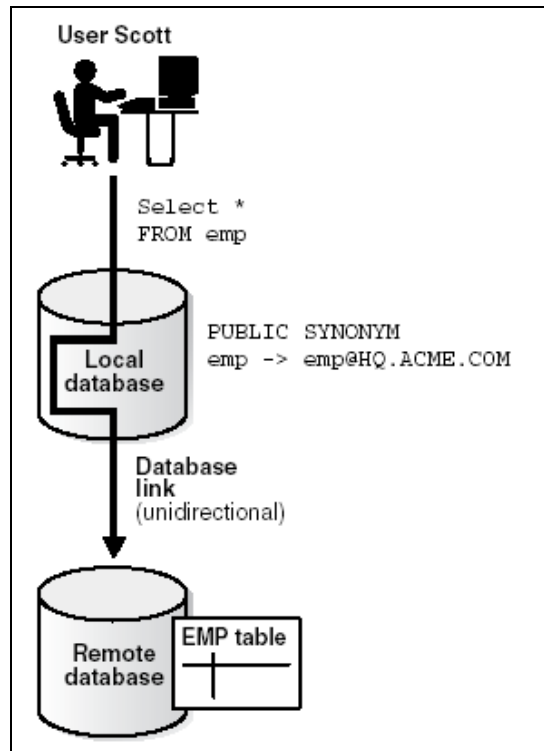 User Scott
Select *
FROM emp
PUBLIC SYNONYM
emp -> emp@HQ.ACME.COM
Local
database
Database
link
(unidirectional)
EMP table
Remote
database